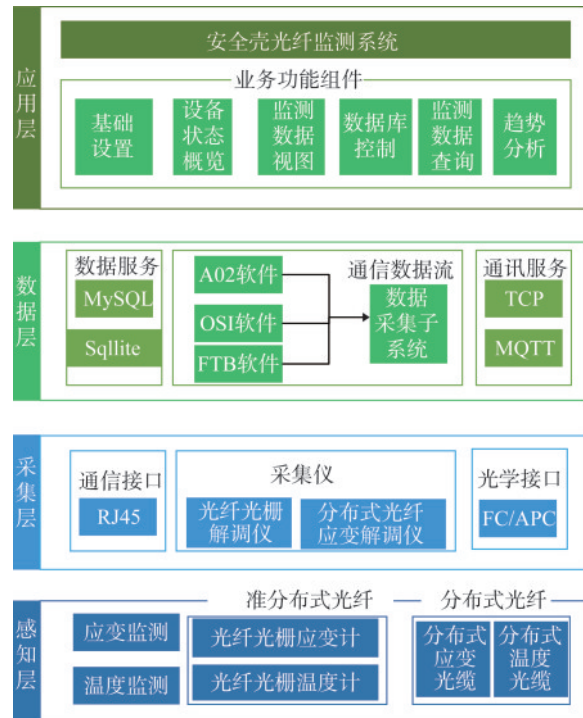 应用层
安全壳光纤监测系统
业务功能组件
基础
设置
设备
状态
概览
监测
数据
视图
数据库
控制
监测
数据
查询
趋势
分析
数据层
数据服务
MySQL
Sqllite
A02软件
OSI软件
FTB软件
通信数据流
数据
采集子
系统
通讯服务
TCP
MQTT
采集层
通信接口
RJ45
采集仪
光纤光栅
解调仪
分布式光纤
应变解调仪
光学接口
FC/APC
感知层
应变监测
温度监测
准分布式光纤
光纤光栅应变计
光纤光栅温度计
分布式光纤
分布式
应变
光缆
分布式
温度
光缆